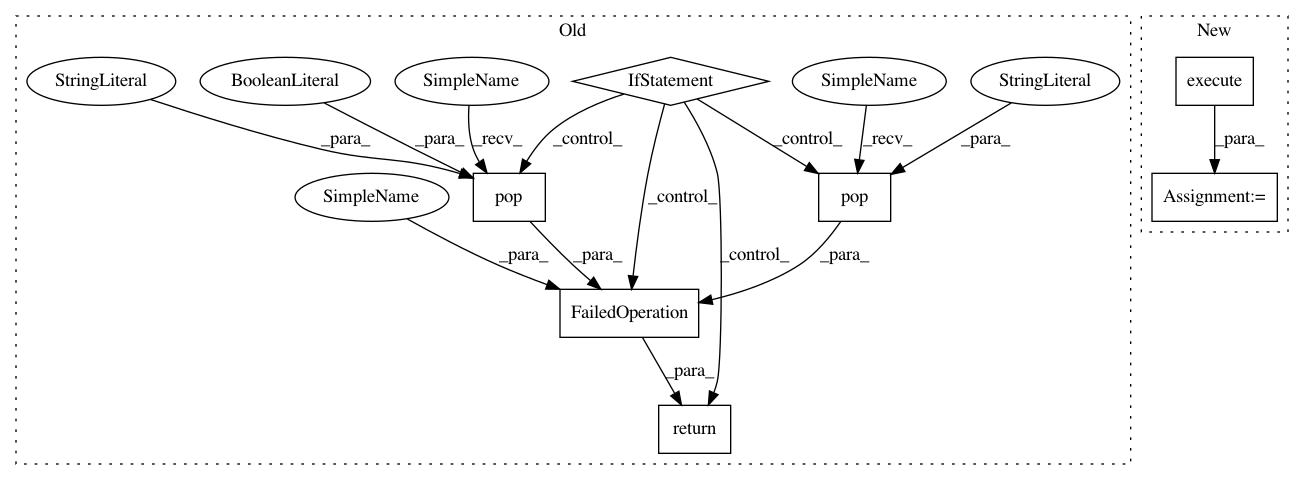 Old
New
StringLiteral
BooleanLiteral
SimpleName
IfStatement
SimpleName
StringLiteral
execute
_para_
_para_
_recv_
_control_
_control_
_recv_
_para_
_para_
SimpleName
pop
_control_
pop
Assignment:=
_para_
_para_
_control_
_para_
FailedOperation
_para_
return